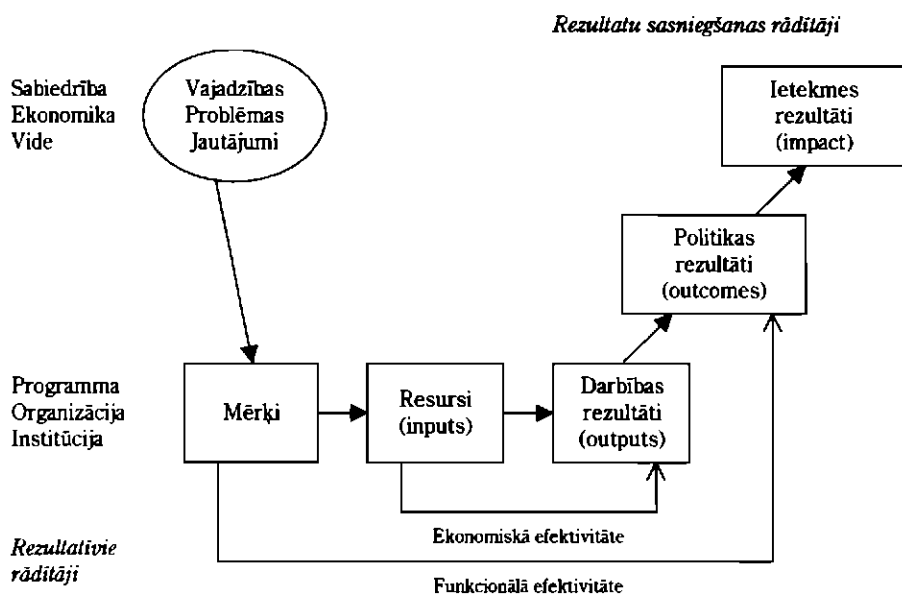 Rezultatu sasniegšanas rādītāji
Sabiedrība
Ekonomika
Vide
Vajadzības
Problēmas
Jautājumi
Ietekmes
rezultāti
(impact)
Politikas
rezultāti
(outcomes)
Programma
Organizācija
Institūcija
Mērķi
Resursi
(inputs)
Darbības
rezultāti
(outputs)
Ekonomiskā efektivitāte
Rezultatīvie
rādītāji
Funkcionālā efektivitāte